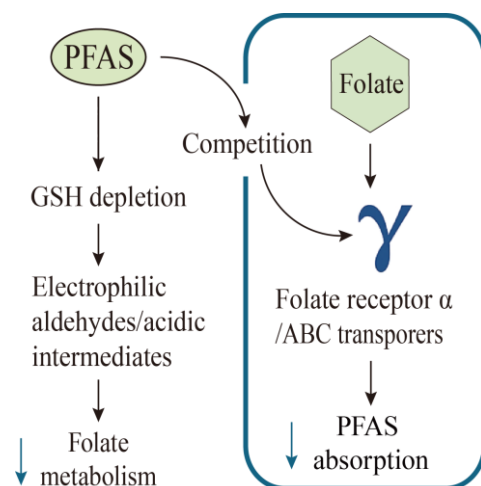 PFAS
Competition
GSH depletion
Electrophilic
aldehydes/acidic
intermediates
Folate
metabolism
Folate
γ
Folate receptor α
/ABC transporers
PFAS
absorption